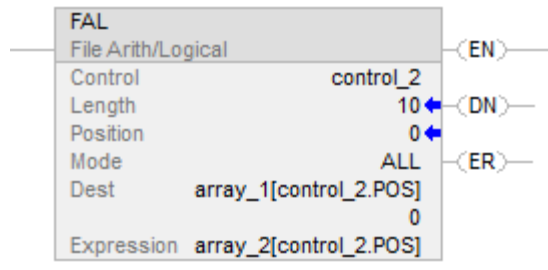 FAL
File Arith/Logical (EN)
Control control_2
Length 10 (DN)
Position 0
Mode ALL (ER)
Dest array_1[control_2.POS]
0
Expression array_2[control_2.POS]